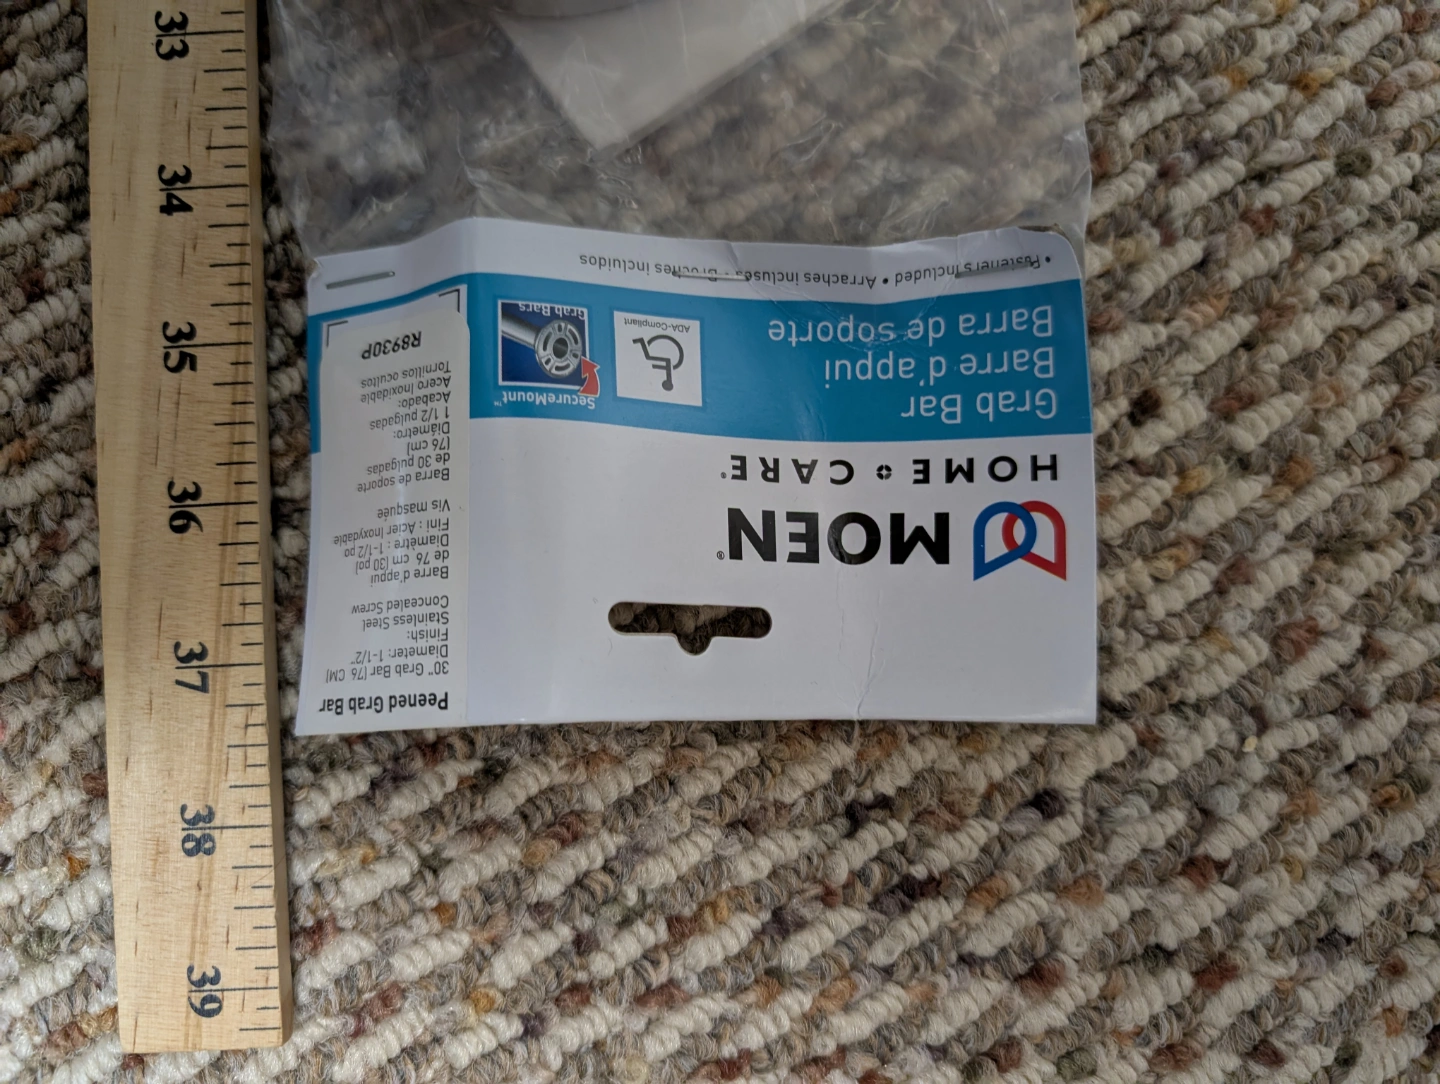 33
34
35
36
37
38
39
Peened Grab Bar
30" Grab Bar [76 CM]
Diameter: 1-1/2"
Finish:
Stainless Steel
Concealed Screw
Barre d'appui
de 76 cm [30 po]
Diamètre : 1-1/2 po
Fini : Acier Inoxydable
Vis masquée
Barra de soporte
de 30 pulgadas
[76 cm]
Diámetro:
1 1/2 pulgadas
Acabado:
Acero Inoxidable
Tornillos ocultos
R8930P
MOEN®
HOME CARE®
Grab Bar
Barre d'appui
Barra de soporte
SecureMount™
Grab Bars
ADA-Compliant
• Fasteners Included • Arraches incluses • Broches incluidos